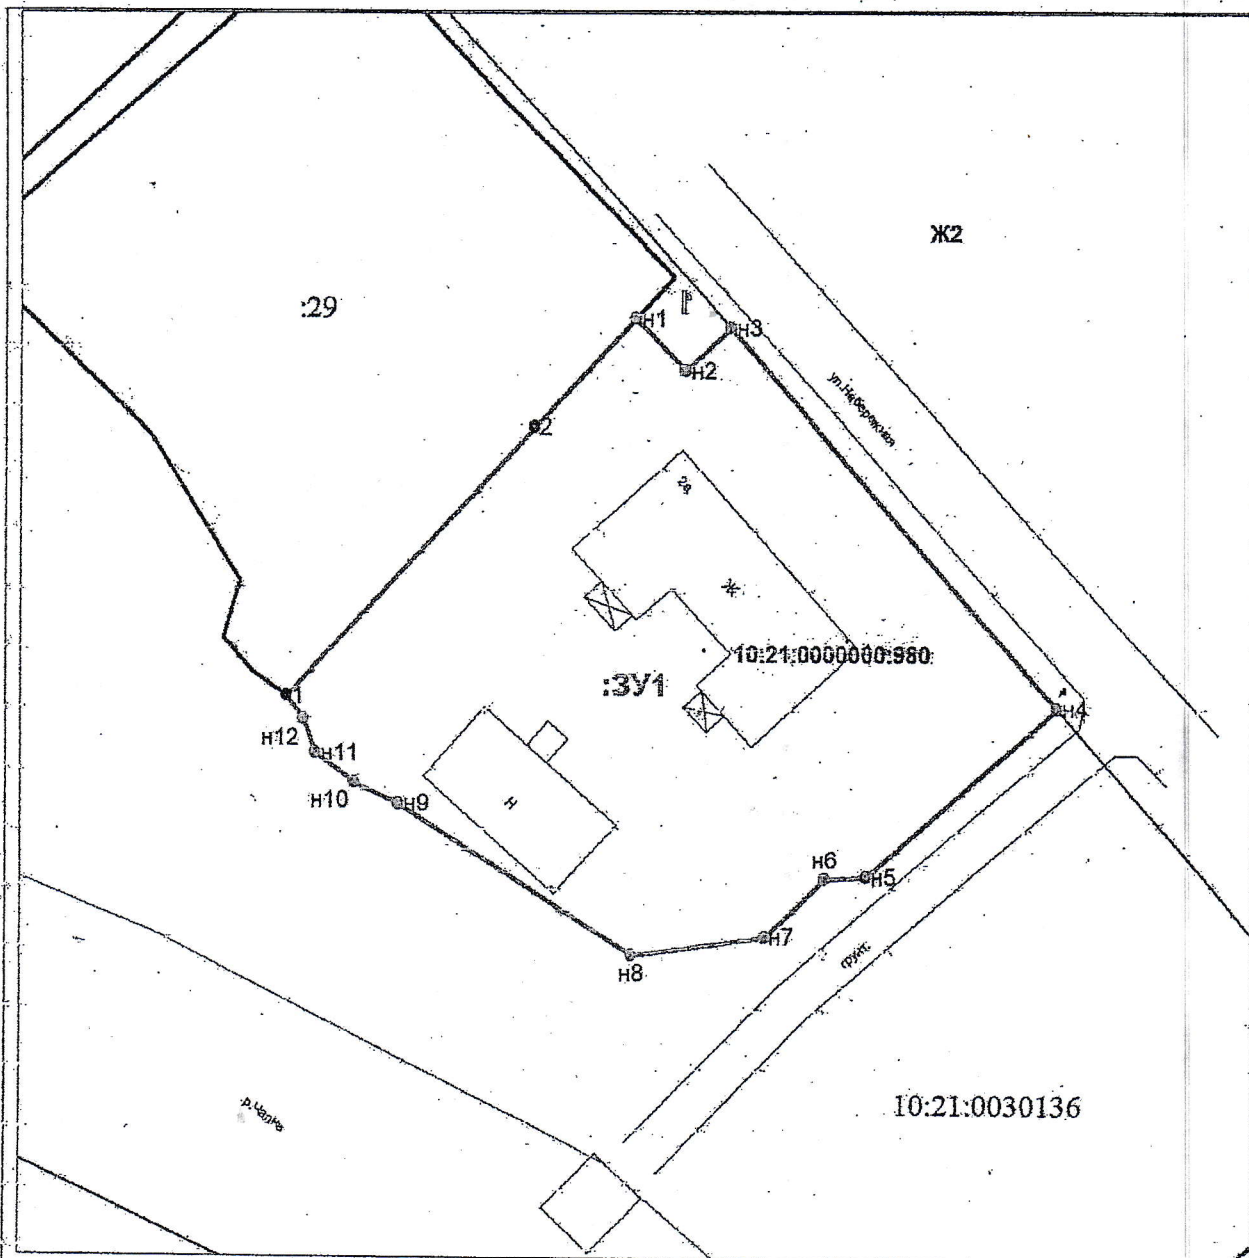 Ж2
:29
н1
н3
н2
ул.Набережная
2
2а
ж
10:21:0000000:980
:ЗУ1
1
н4
н12
н11
н10
н9
н
н6
н5
н7
н8
грунт.
р.Чалка
10:21:0030136